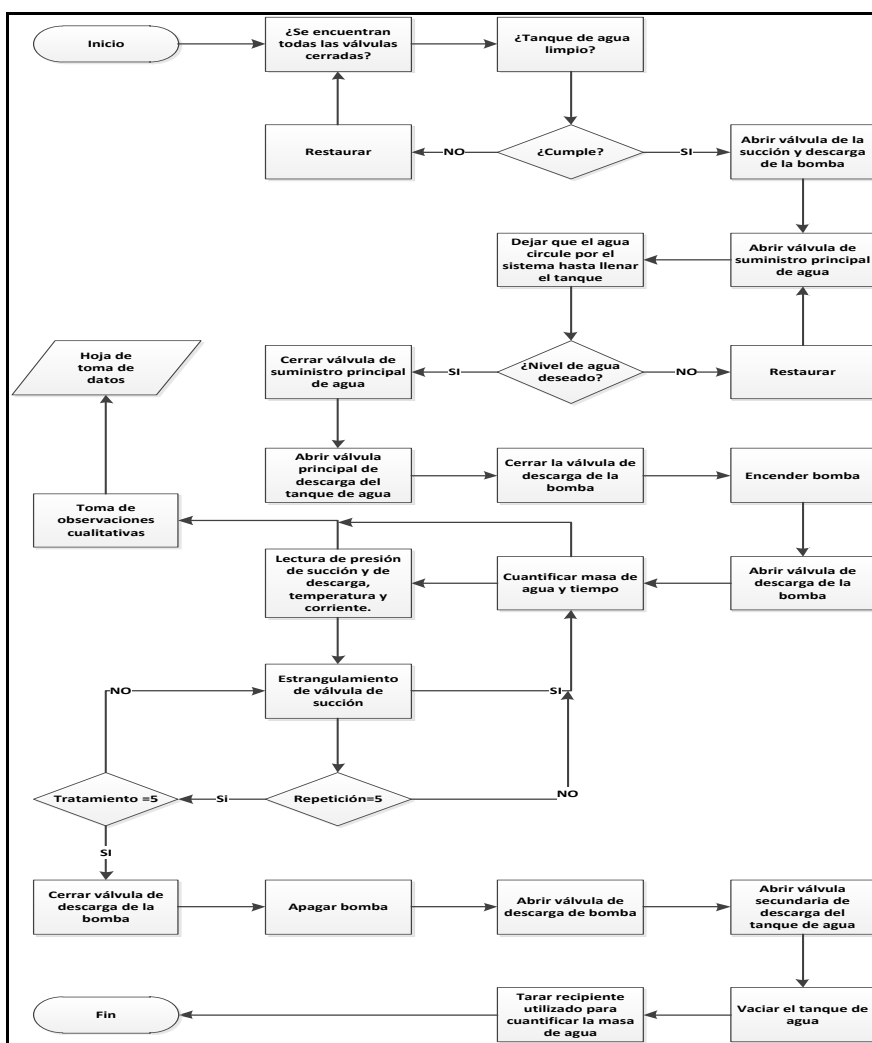 Inicio
¿Se encuentran
todas las válvulas
cerradas?
¿Tanque de agua
limpio?
Restaurar
NO
¿Cumple?
SI
Abrir válvula de la
succión y descarga
de la bomba
Dejar que el agua
circule por el
sistema hasta llenar
el tanque
Abrir válvula de
suministro principal
de agua
Hoja de
toma de
datos
Cerrar válvula de
suministro principal
de agua
SI
¿Nivel de agua
deseado?
NO
Restaurar
Abrir válvula
principal de
descarga del
tanque de agua
Cerrar la válvula de
descarga de la
bomba
Encender bomba
Toma de
observaciones
cualitativas
Lectura de presión
de succión y de
descarga,
temperatura y
corriente.
Cuantificar masa de
agua y tiempo
Abrir válvula de
descarga de la
bomba
NO
Estrangulamiento
de válvula de
succión
SI
Tratamiento =5
Si
Repetición=5
NO
SI
Cerrar válvula de
descarga de la
bomba
Apagar bomba
Abrir válvula de
descarga de bomba
Abrir válvula
secundaria de
descarga del
tanque de agua
Fin
Tarar recipiente
utilizado para
cuantificar la masa
de agua
Vaciar el tanque de
agua